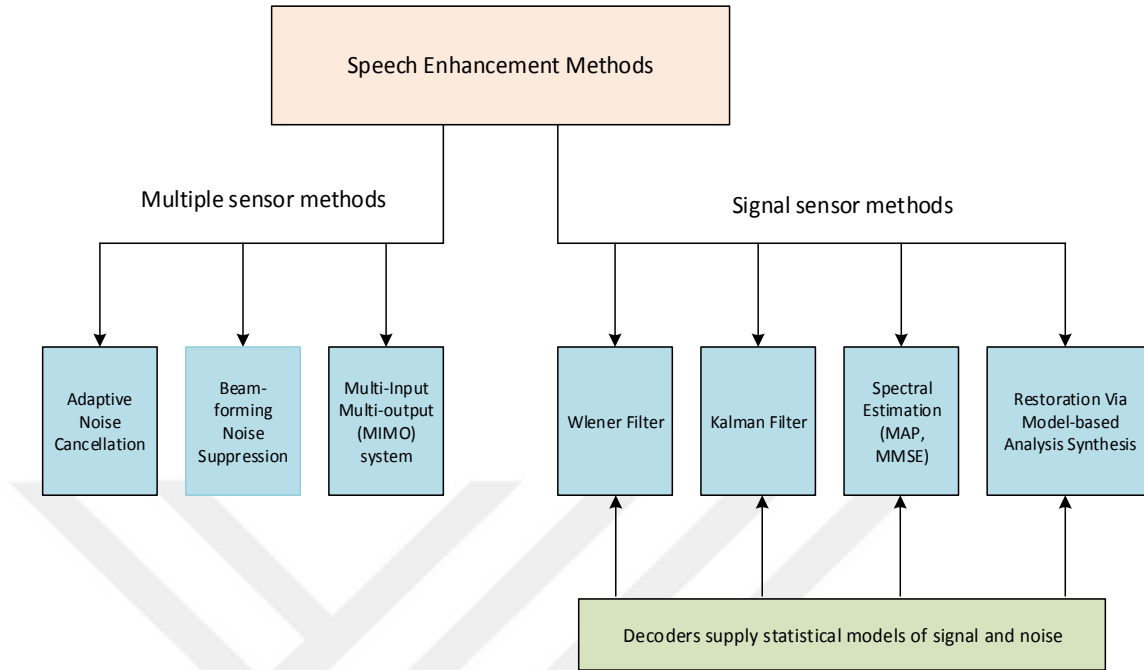 Speech Enhancement Methods
Multiple sensor methods
Signal sensor methods
Adaptive
Noise
Cancellation
Beam-
forming
Noise
Suppression
Multi-Input
Multi-output
(MIMO)
system
Wlener Filter
Kalman Filter
Spectral
Estimation
(MAP,
MMSE)
Restoration Via
Model-based
Analysis Synthesis
Decoders supply statistical models of signal and noise